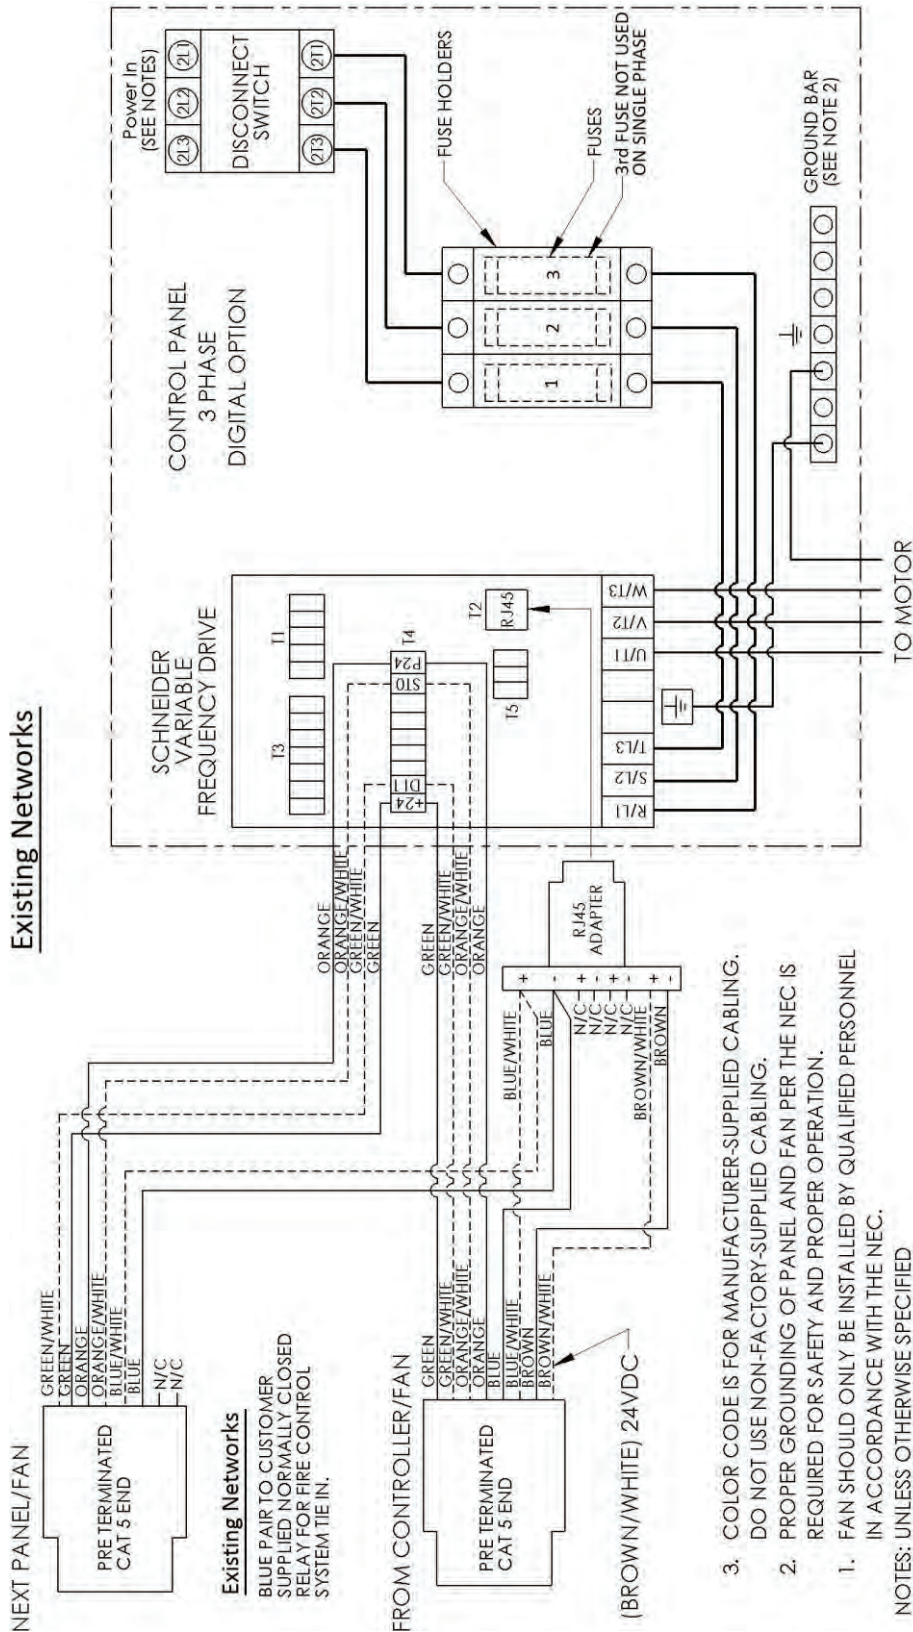 Existing Networks
NEXT PANEL/FAN
PRE TERMINATED
CAT 5 END
GREEN/WHITE
GREEN
ORANGE
ORANGE/WHITE
BLUE/WHITE
BLUE
N/C
N/C
Existing Networks
BLUE PAIR TO CUSTOMER
SUPPLIED NORMALLY CLOSED
RELAY FOR FIRE CONTROL
SYSTEM TIE IN.
FROM CONTROLLER/FAN
PRE TERMINATED
CAT 5 END
GREEN
GREEN/WHITE
ORANGE/WHITE
ORANGE
BLUE
BLUE/WHITE
BROWN
BROWN/WHITE
(BROWN/WHITE) 24VDC
ORANGE
ORANGE/WHITE
GREEN/WHITE
GREEN
GREEN
GREEN/WHITE
ORANGE/WHITE
ORANGE
BLUE/WHITE
BLUE
N/C
N/C
N/C
N/C
BROWN/WHITE
BROWN
+
-
+
-
+
-
+
-
RJ45
ADAPTER
SCHNEIDER
VARIABLE
FREQUENCY DRIVE
T3
T1
T4
+24
DI1
ST0
P24
T5
T2
RJ45
R/L1
S/L2
T/L3
U/T1
V/T2
W/T3
TO MOTOR
CONTROL PANEL
3 PHASE
DIGITAL OPTION
Power In
(SEE NOTES)
2L3
2L2
2L1
DISCONNECT
SWITCH
2T3
2T2
2T1
FUSE HOLDERS
1
2
3
FUSES
3rd FUSE NOT USED
ON SINGLE PHASE
GROUND BAR
(SEE NOTE 2)
3. COLOR CODE IS FOR MANUFACTURER-SUPPLIED CABLING.
DO NOT USE NON-FACTORY-SUPPLIED CABLING.
2. PROPER GROUNDING OF PANEL AND FAN PER THE NEC IS
REQUIRED FOR SAFETY AND PROPER OPERATION.
1. FAN SHOULD ONLY BE INSTALLED BY QUALIFIED PERSONNEL
IN ACCORDANCE WITH THE NEC.
NOTES: UNLESS OTHERWISE SPECIFIED